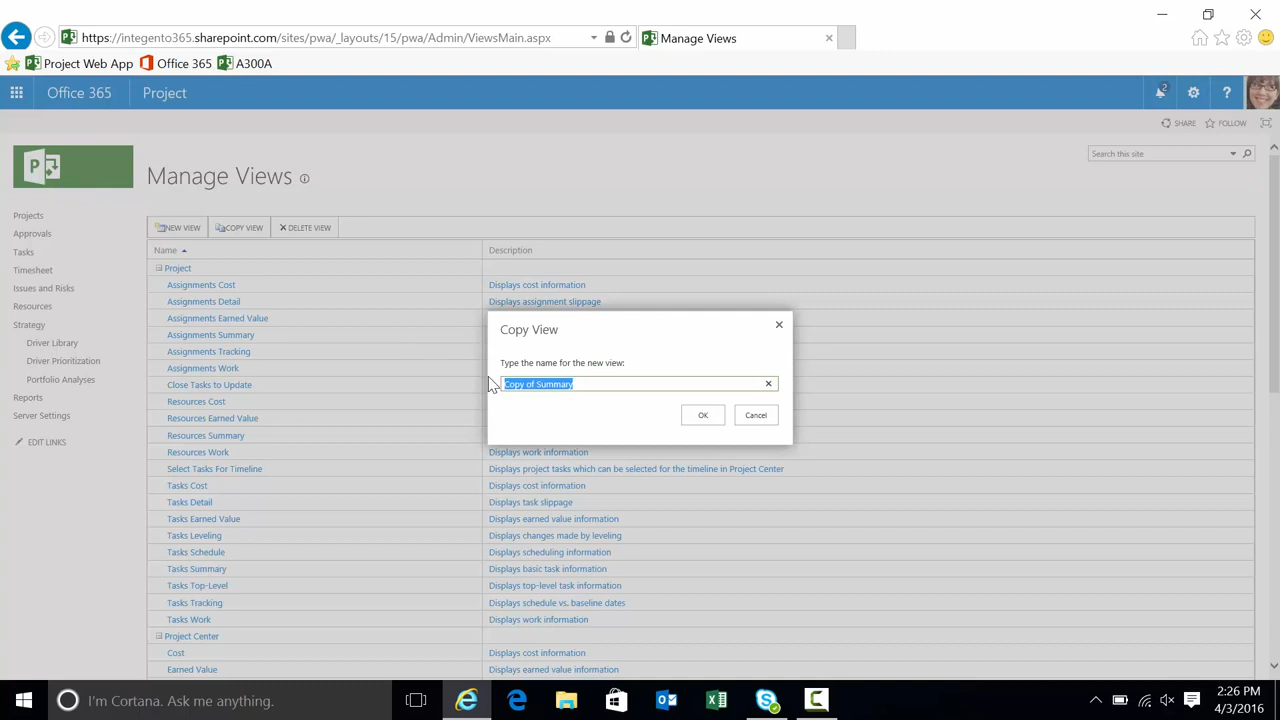 https://integento365.sharepoint.com/sites/pwa/_layouts/15/pwa/Admin/ViewsMain.aspx
Manage Views
Project Web App Office 365 A300A
Office 365 Project 2 ?
SHARE FOLLOW
P
Search this site
Manage Views
Projects
Approvals
Tasks
Timesheet
Issues and Risks
Resources
Strategy
Driver Library
Driver Prioritization
Portfolio Analyses
Reports
Server Settings
EDIT LINKS
NEW VIEW COPY VIEW DELETE VIEW
Name Description
Project
Assignments Cost Displays cost information
Assignments Detail Displays assignment slippage
Assignments Earned Value
Assignments Summary
Assignments Tracking
Assignments Work
Close Tasks to Update
Resources Cost
Resources Earned Value
Resources Summary
Resources Work Displays work information
Select Tasks For Timeline Displays project tasks which can be selected for the timeline in Project Center
Tasks Cost Displays cost information
Tasks Detail Displays task slippage
Tasks Earned Value Displays earned value information
Tasks Leveling Displays changes made by leveling
Tasks Schedule Displays scheduling information
Tasks Summary Displays basic task information
Tasks Top-Level Displays top-level task information
Tasks Tracking Displays schedule vs. baseline dates
Tasks Work Displays work information
Project Center
Cost Displays cost information
Earned Value Displays earned value information
Copy View
Type the name for the new view:
Copy of Summary
OK Cancel
I'm Cortana. Ask me anything.
2:26 PM
4/3/2016